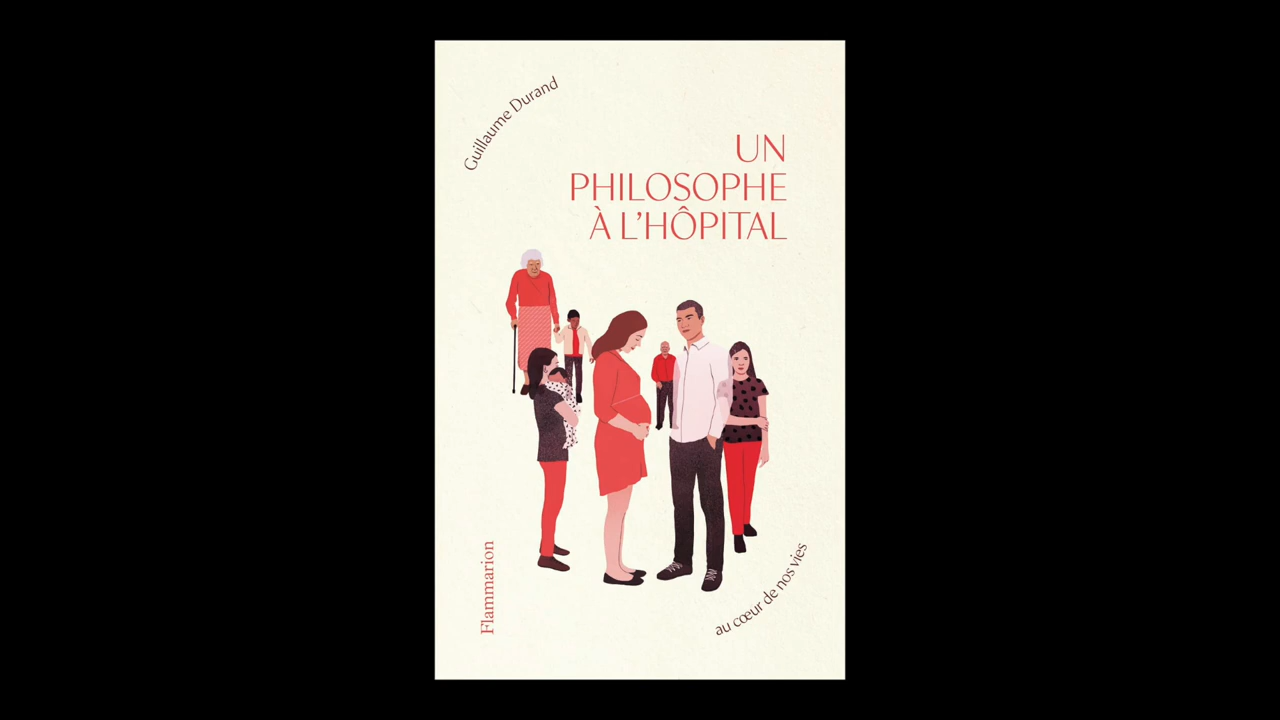 Guillaume Durand
UN
PHILOSOPHE
À L'HÔPITAL
Flammarion
au cœur de nos vies